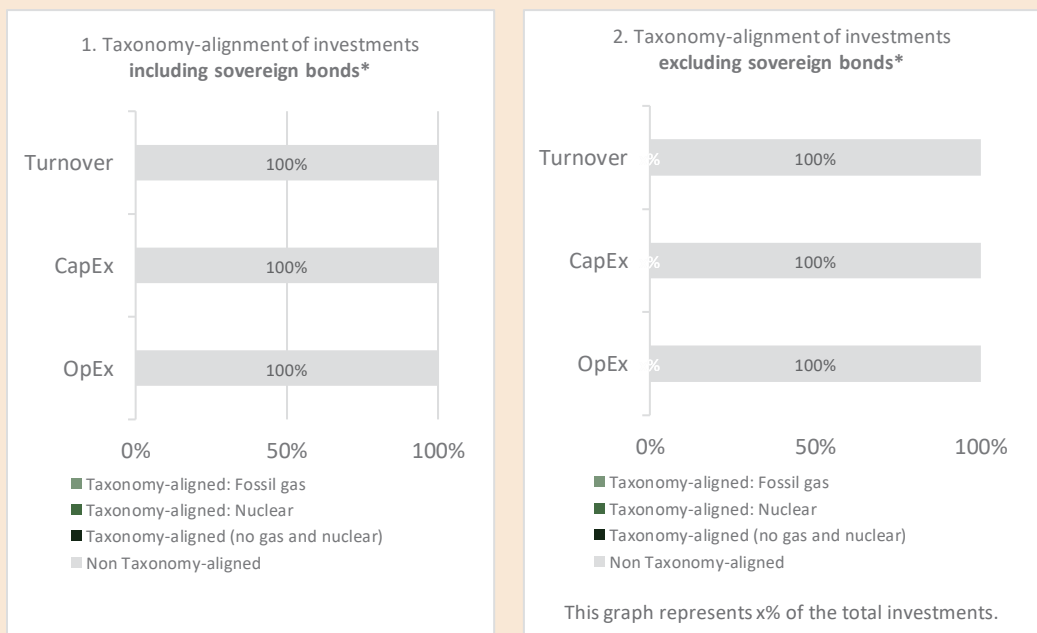 1. Taxonomy-alignment of investments
including sovereign bonds*
Turnover 100%
CapEx 100%
OpEx 100%
0% 50% 100%
Taxonomy-aligned: Fossil gas
Taxonomy-aligned: Nuclear
Taxonomy-aligned (no gas and nuclear)
Non Taxonomy-aligned
2. Taxonomy-alignment of investments
excluding sovereign bonds*
Turnover % 100%
CapEx % 100%
OpEx % 100%
0% 50% 100%
Taxonomy-aligned: Fossil gas
Taxonomy-aligned: Nuclear
Taxonomy-aligned (no gas and nuclear)
Non Taxonomy-aligned
This graph represents x% of the total investments.